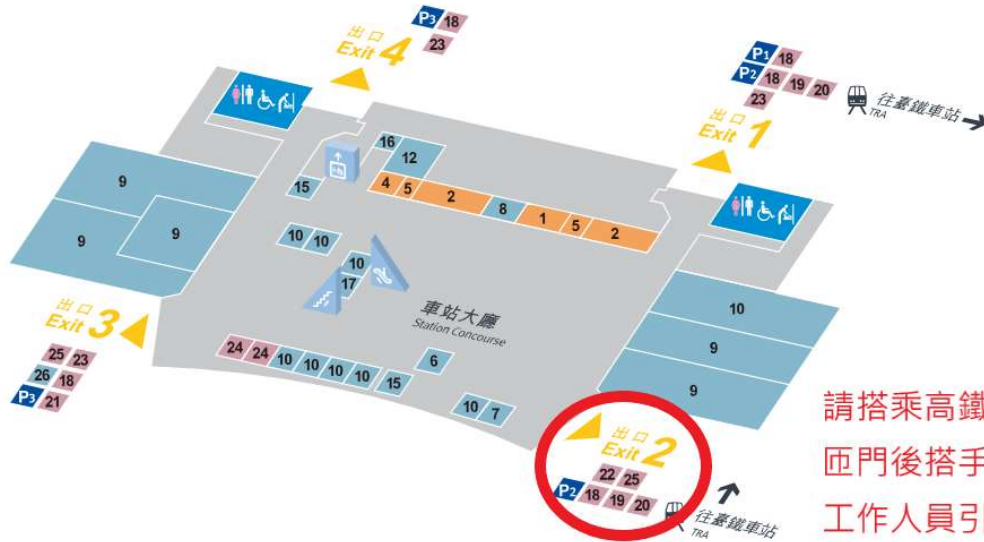 P3 18
23
出口
Exit 4
P1 18
P2 18 19 20
23
往臺鐵車站
TRA
出口
Exit 1
16
12
15
4 5 2 8 1 5 2
9
9
9
10 10
10
17
車站大廳
Station Concourse
10
9
9
出口
Exit 3
25 23
26 18
P3 21
24 24 10 10 10 10 15
6
10 7
出口
Exit 2
22 25
P2 18 19 20
往臺鐵車站
TRA
請搭乘高鐵
匝門後搭手
工作人員引